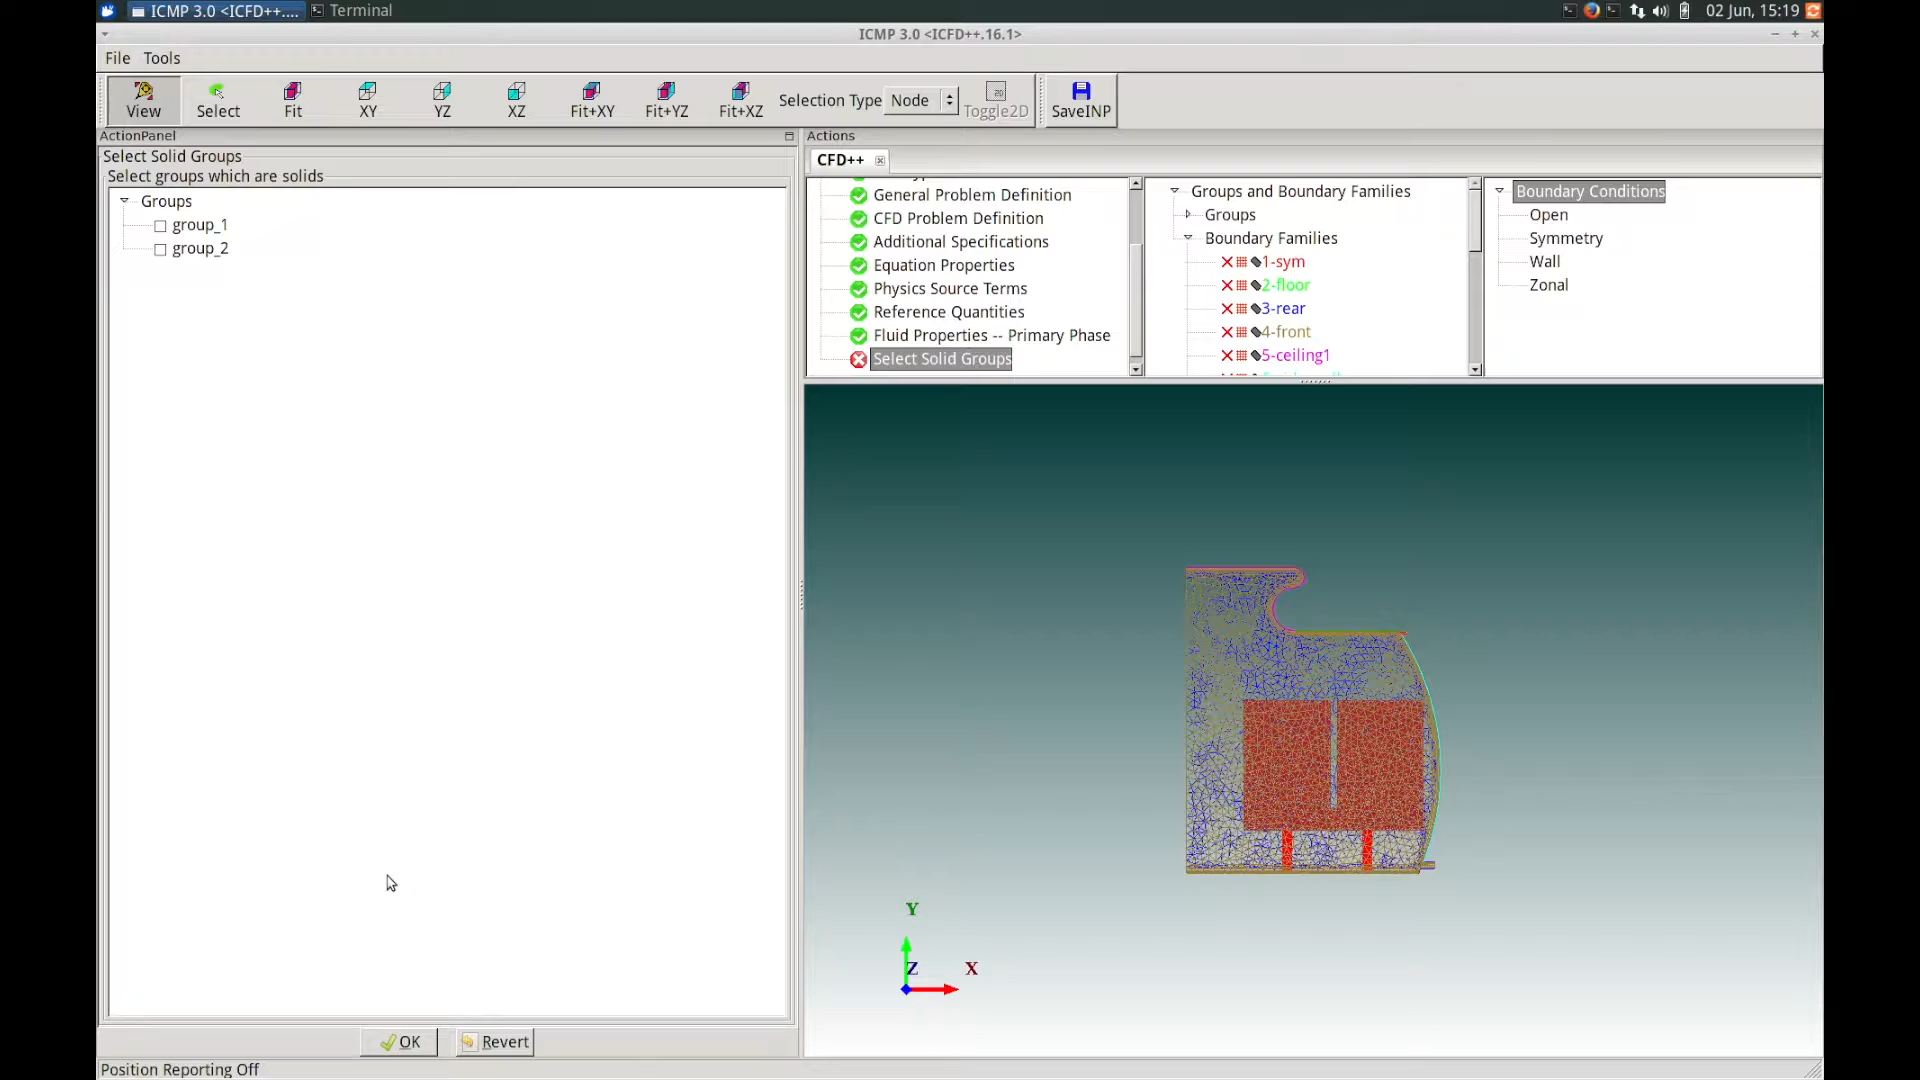 ICMP 3.0 <ICFD++....
Terminal
02 Jun, 15:19
ICMP 3.0 <ICFD++.16.1>
File Tools
View
Select
Fit
XY
YZ
XZ
Fit+XY
Fit+YZ
Fit+XZ
Selection Type Node
Toggle2D
SaveINP
ActionPanel
Select Solid Groups
Select groups which are solids
Groups
group_1
group_2
OK
Revert
Position Reporting Off
Actions
CFD++
General Problem Definition
CFD Problem Definition
Additional Specifications
Equation Properties
Physics Source Terms
Reference Quantities
Fluid Properties -- Primary Phase
Select Solid Groups
Groups and Boundary Families
Groups
Boundary Families
1-sym
2-floor
3-rear
4-front
5-ceiling1
Boundary Conditions
Open
Symmetry
Wall
Zonal
Y
Z
X